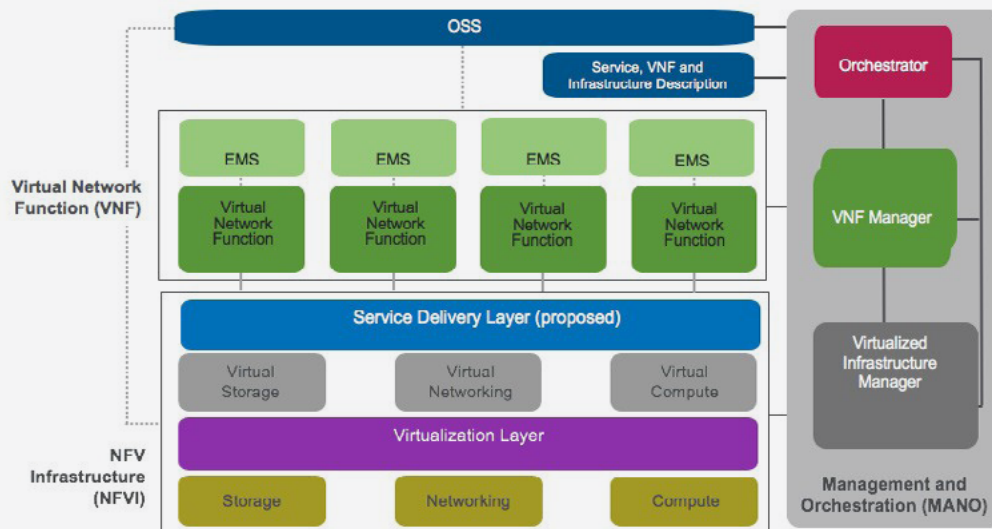 OSS
Service, VNF and
Infrastructure Description
Orchestrator
EMS
EMS
EMS
EMS
Virtual Network
Function (VNF)
Virtual
Network
Function
Virtual
Network
Function
Virtual
Network
Function
Virtual
Network
Function
VNF Manager
Service Delivery Layer (proposed)
Virtual
Storage
Virtual
Networking
Virtual
Compute
Virtualized
Infrastructure
Manager
Virtualization Layer
NFV
Infrastructure
(NFVI)
Storage
Networking
Compute
Management and
Orchestration (MANO)